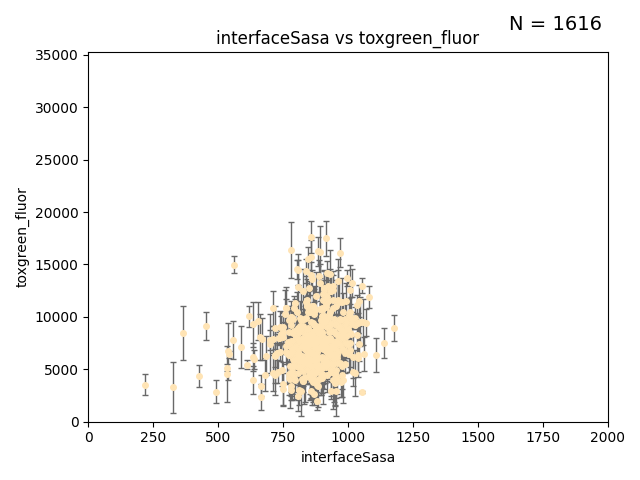 N = 1616
interfaceSasa vs toxgreen_fluor
35000
30000
25000
20000
15000
10000
5000
0
toxgreen_fluor
0 250 500 750 1000 1250 1500 1750 2000
interfaceSasa